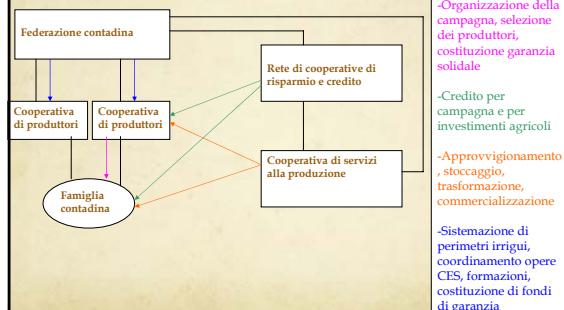 Federazione contadina
Rete di cooperative di
risparmio e credito
Cooperativa
di produttori
Cooperativa
di produttori
Cooperativa di servizi
alla produzione
Famiglia
contadina
-Organizzazione della
campagna, selezione
dei produttori,
costituzione garanzia
solidale
-Credito per
campagna e per
investimenti agricoli
-Approvvigionamento
, stoccaggio,
trasformazione,
commercializzazione
-Sistemazione di
perimetri irrigui,
coordinamento opere
CES, formazioni,
costituzione di fondi
di garanzia